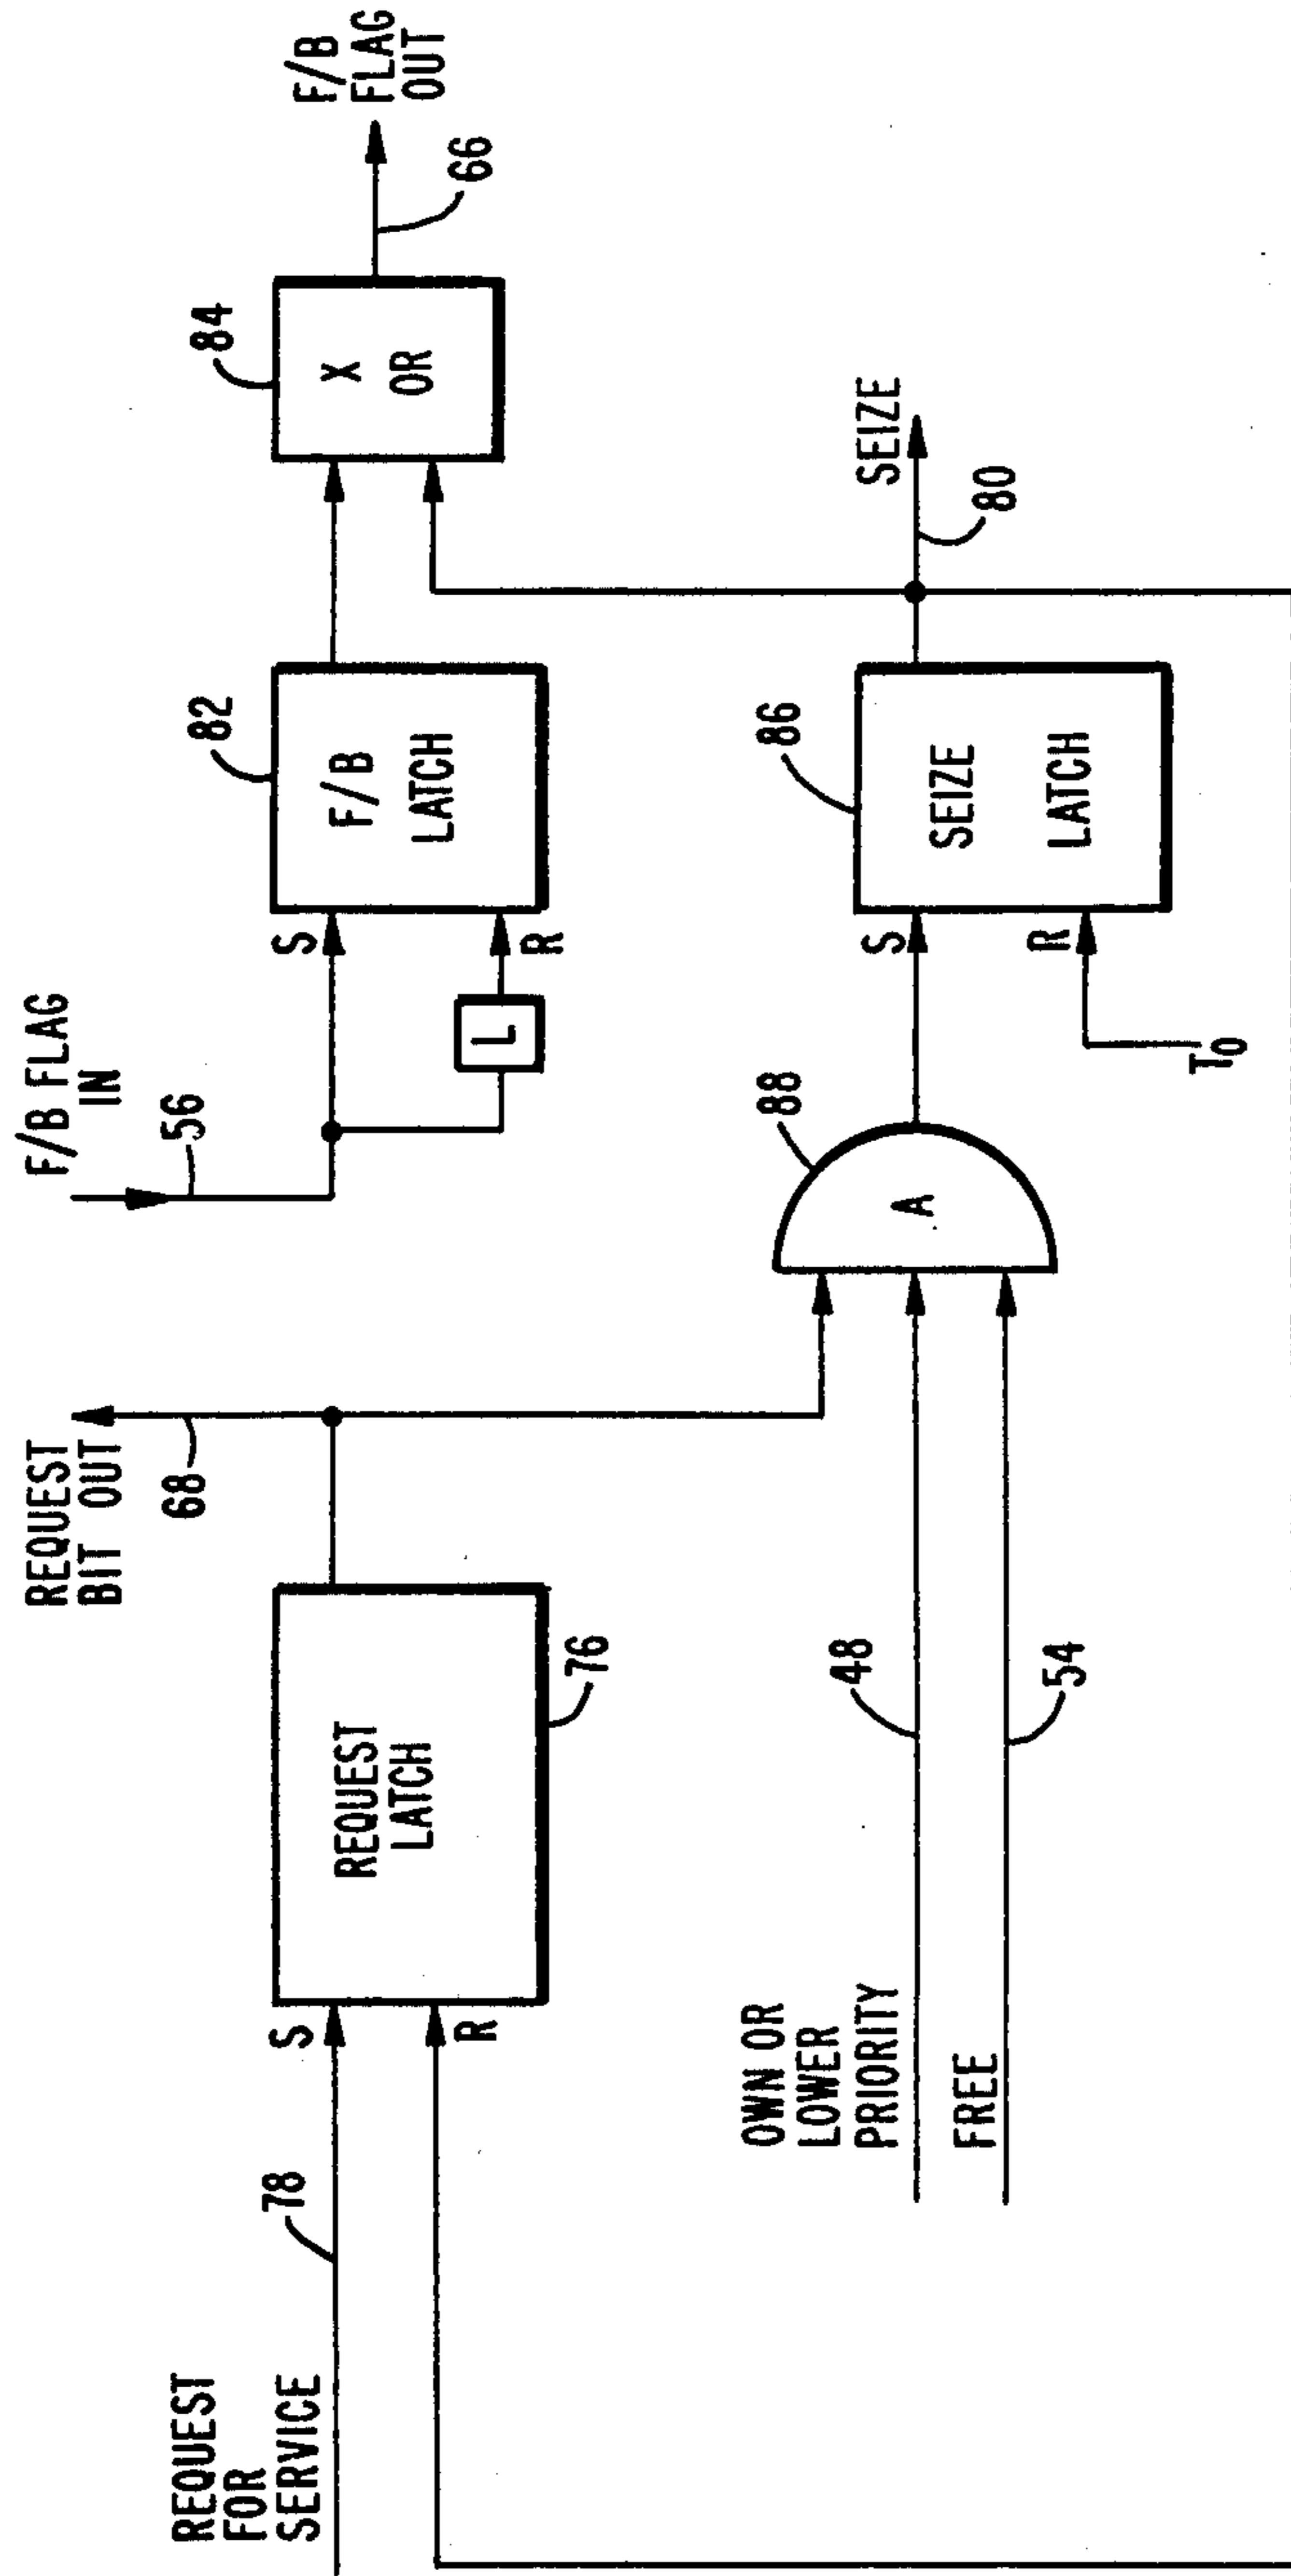 REQUEST
FOR
SERVICE
78
S
R
REQUEST
LATCH
76
REQUEST
BIT OUT
68
F/B FLAG
IN
56
S
L
R
F/B
LATCH
82
X
OR
84
F/B
FLAG
OUT
66
OWN OR
LOWER
PRIORITY
48
FREE
54
A
88
S
R
T0
SEIZE
LATCH
86
SEIZE
80